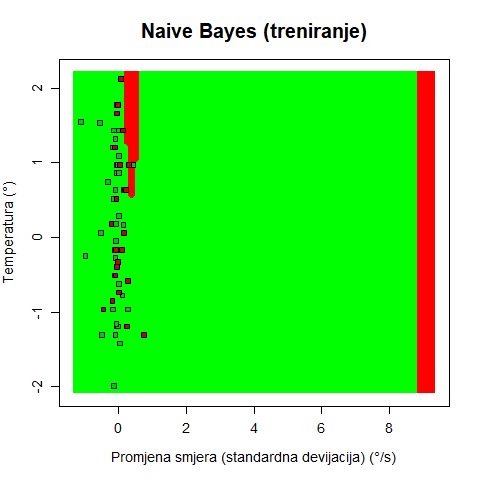 Naive Bayes (treniranje)
2
1
0
-1
-2
Temperatura (°)
0 2 4 6 8
Promjena smjera (standardna devijacija) (°/s)